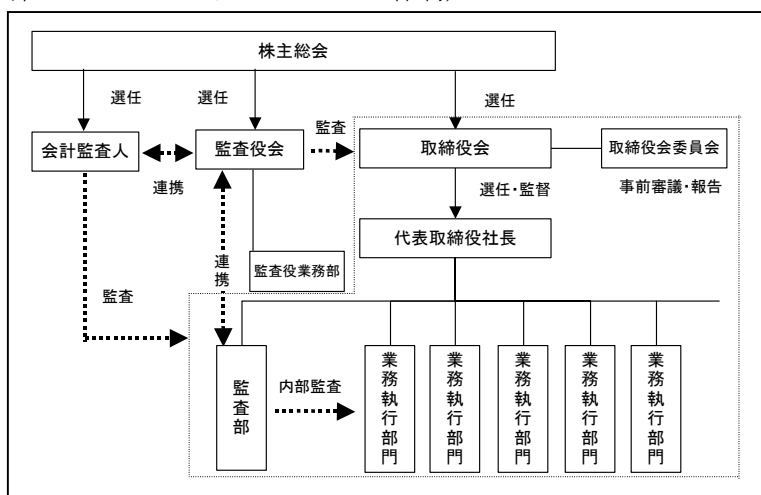 株主総会
選任
選任
選任
会計監査人
監査役会
監査
取締役会
取締役会委員会
連携
選任・監督
事前審議・報告
代表取締役社長
連携
監査役業務部
監査
監査部
内部監査
業務執行部門
業務執行部門
業務執行部門
業務執行部門
業務執行部門